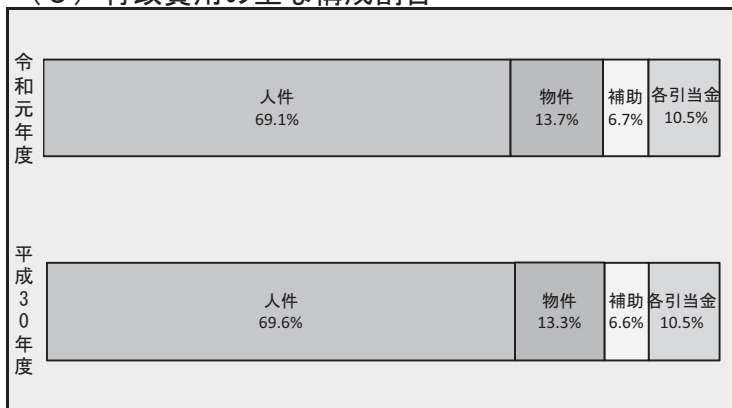 令和元年度
人件
69.1%
物件
13.7%
補助
6.7%
各引当金
10.5%
平成30年度
人件
69.6%
物件
13.3%
補助
6.6%
各引当金
10.5%